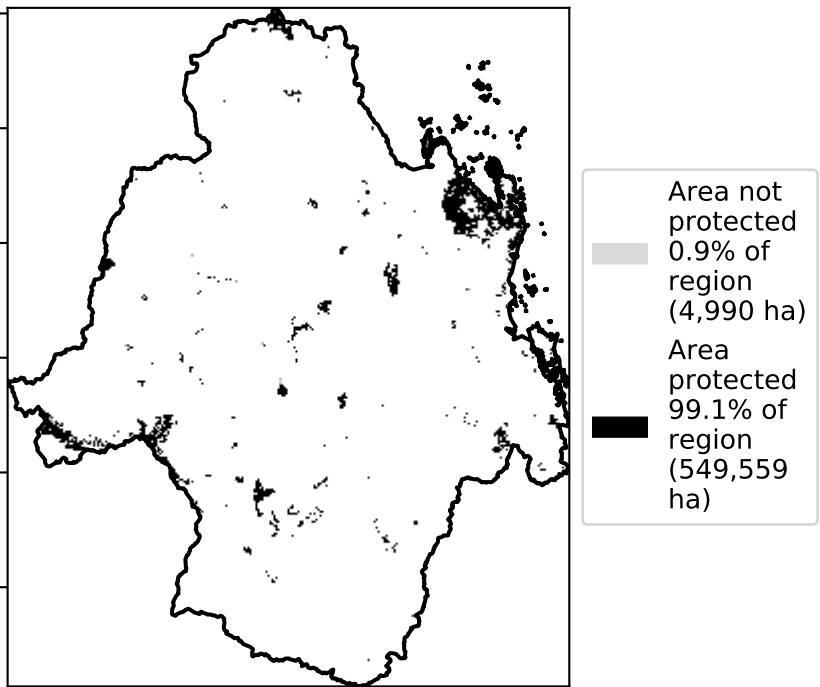 Area not
protected
0.9% of
region
(4,990 ha)
Area
protected
99.1% of
region
(549,559
ha)